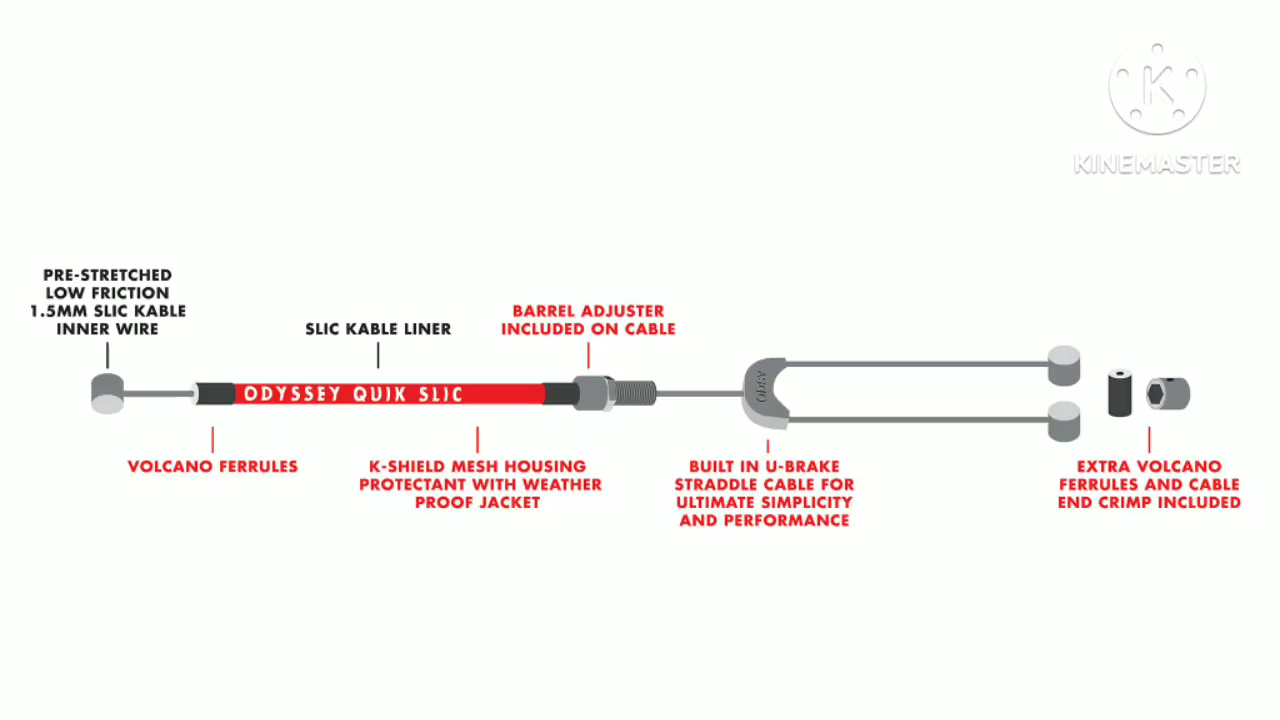 K
KINEMASTER
PRE-STRETCHED
LOW FRICTION
1.5MM SLIC KABLE
INNER WIRE
SLIC KABLE LINER
BARREL ADJUSTER
INCLUDED ON CABLE
ODYSSEY QUIK SLIC
ODSY
VOLCANO FERRULES
K-SHIELD MESH HOUSING
PROTECTANT WITH WEATHER
PROOF JACKET
BUILT IN U-BRAKE
STRADDLE CABLE FOR
ULTIMATE SIMPLICITY
AND PERFORMANCE
EXTRA VOLCANO
FERRULES AND CABLE
END CRIMP INCLUDED